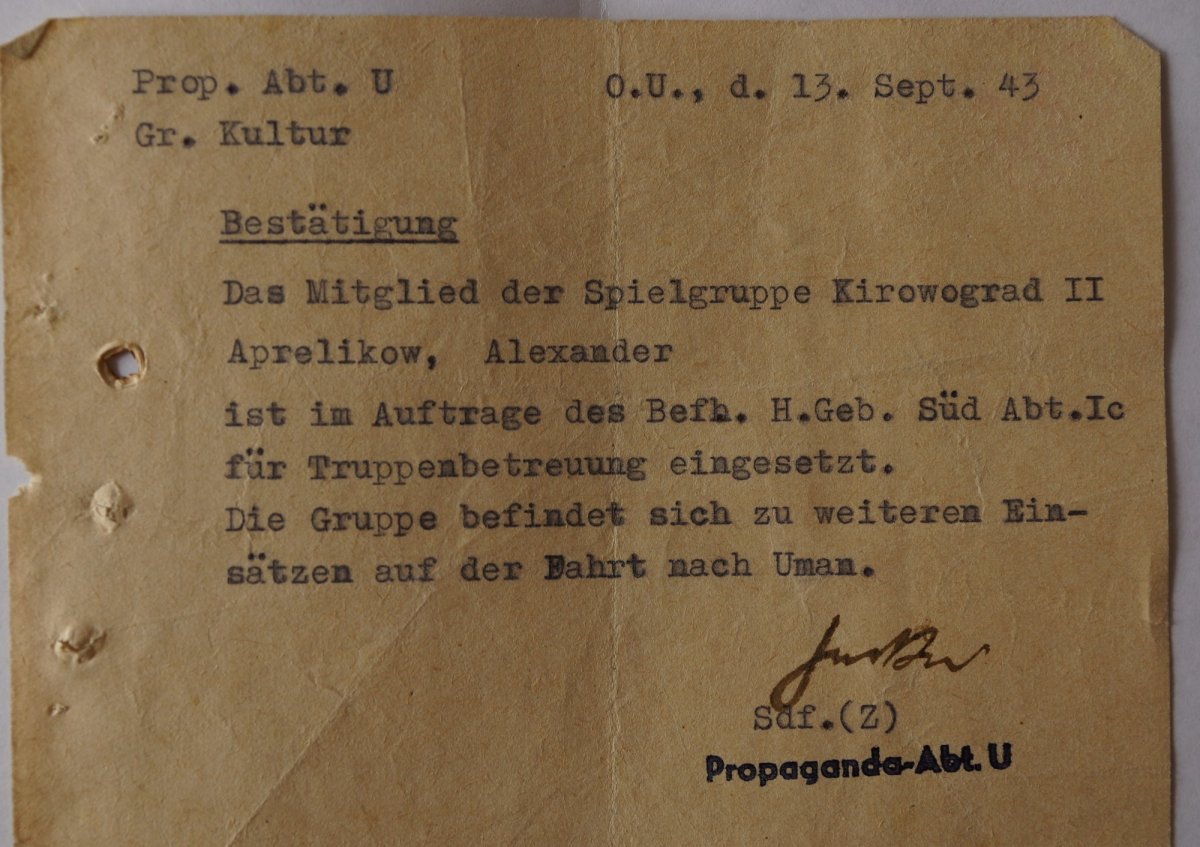 Prop. Abt. U
O.U., d. 13. Sept. 43
Gr. Kultur
Bestätigung
Das Mitglied der Spielgruppe Kirowograd II
Aprelikow, Alexander
ist im Auftrage des Befh. H.Geb. Süd Abt.Ic
für Truppenbetreuung eingesetzt.
Die Gruppe befindet sich zu weiteren Ein-
sätzen auf der Fahrt nach Uman.
Sdf.(Z)
Propaganda-Abt. U